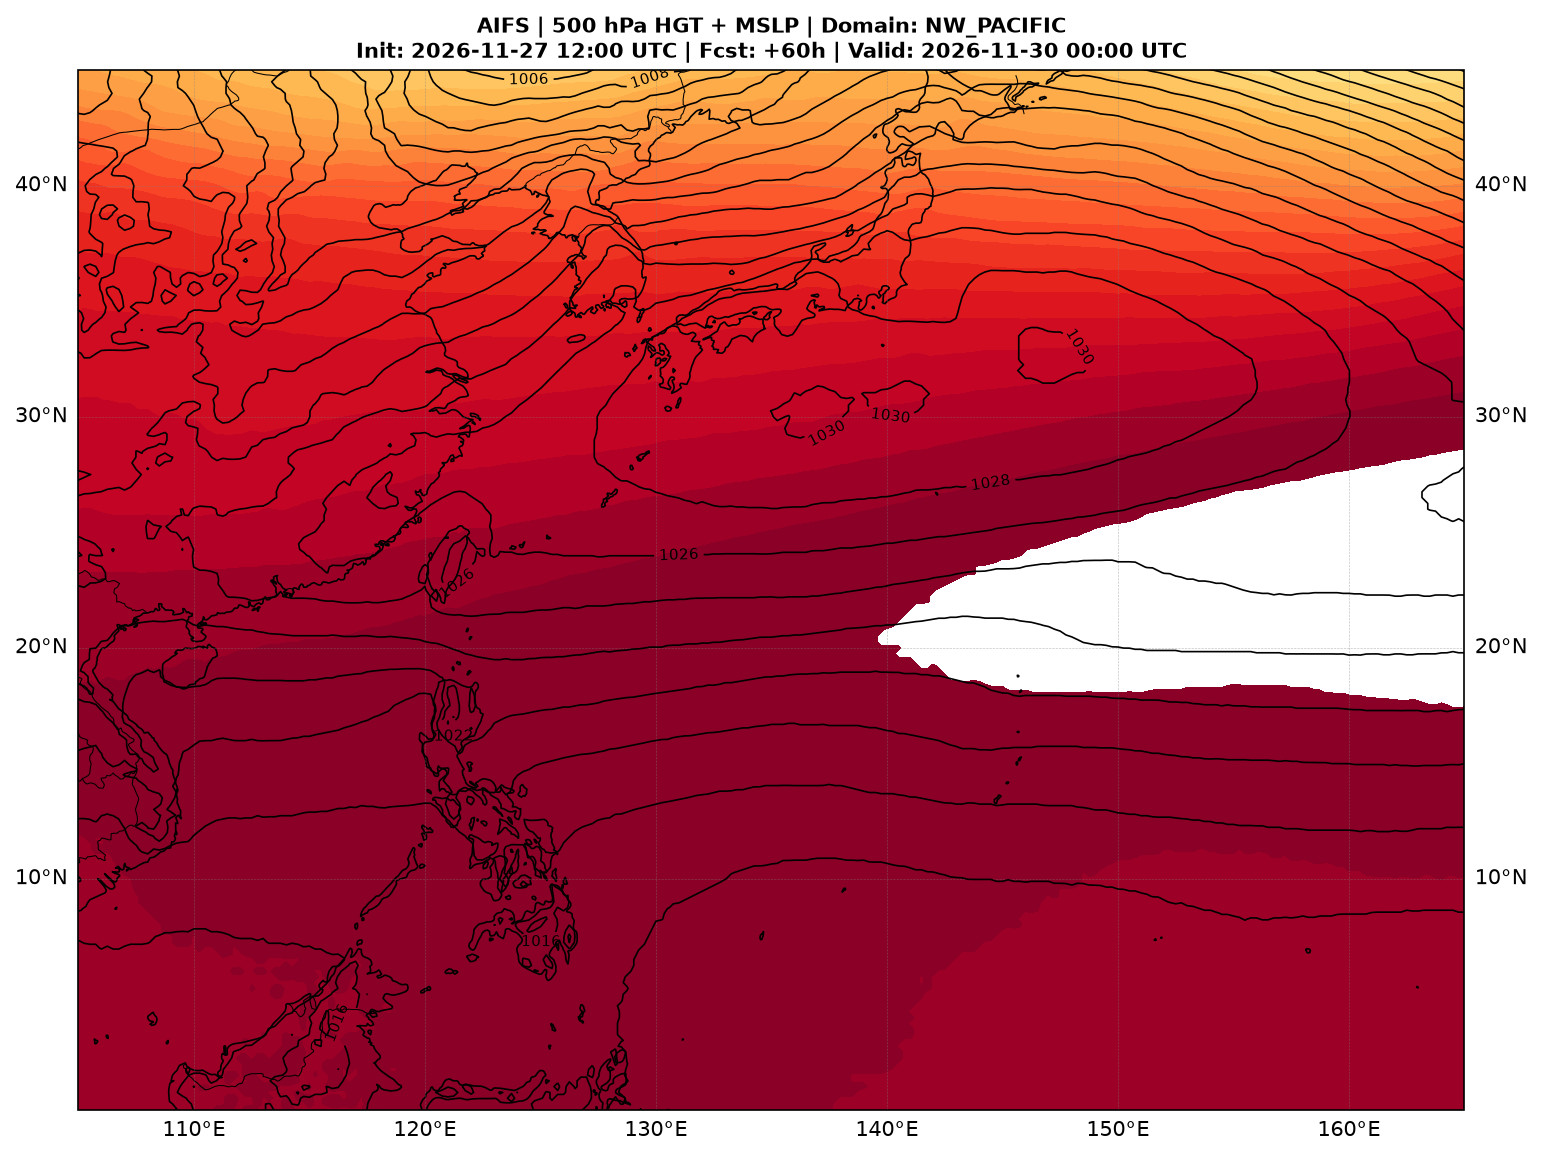 AIFS | 500 hPa HGT + MSLP | Domain: NW_PACIFIC
Init: 2026-11-27 12:00 UTC | Fcst: +60h | Valid: 2026-11-30 00:00 UTC
1006
1008
40°N
40°N
1030
30°N
1030
1030
30°N
1028
1026
1026
20°N
20°N
1022
10°N
10°N
1016
1016
110°E
120°E
130°E
140°E
150°E
160°E